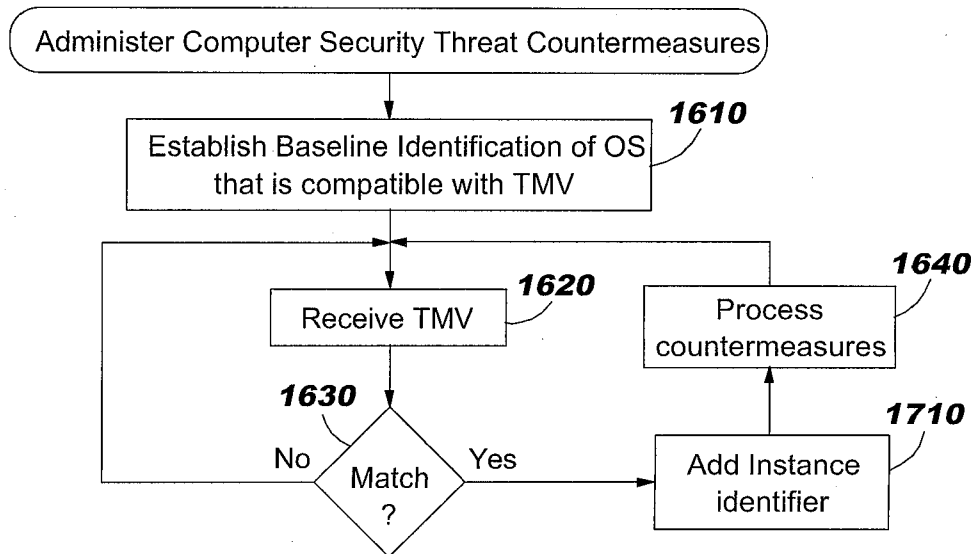 Administer Computer Security Threat Countermeasures
1610
Establish Baseline Identification of OS
that is compatible with TMV
1620
Receive TMV
1640
Process
countermeasures
1630
No
Match
?
Yes
1710
Add Instance
identifier